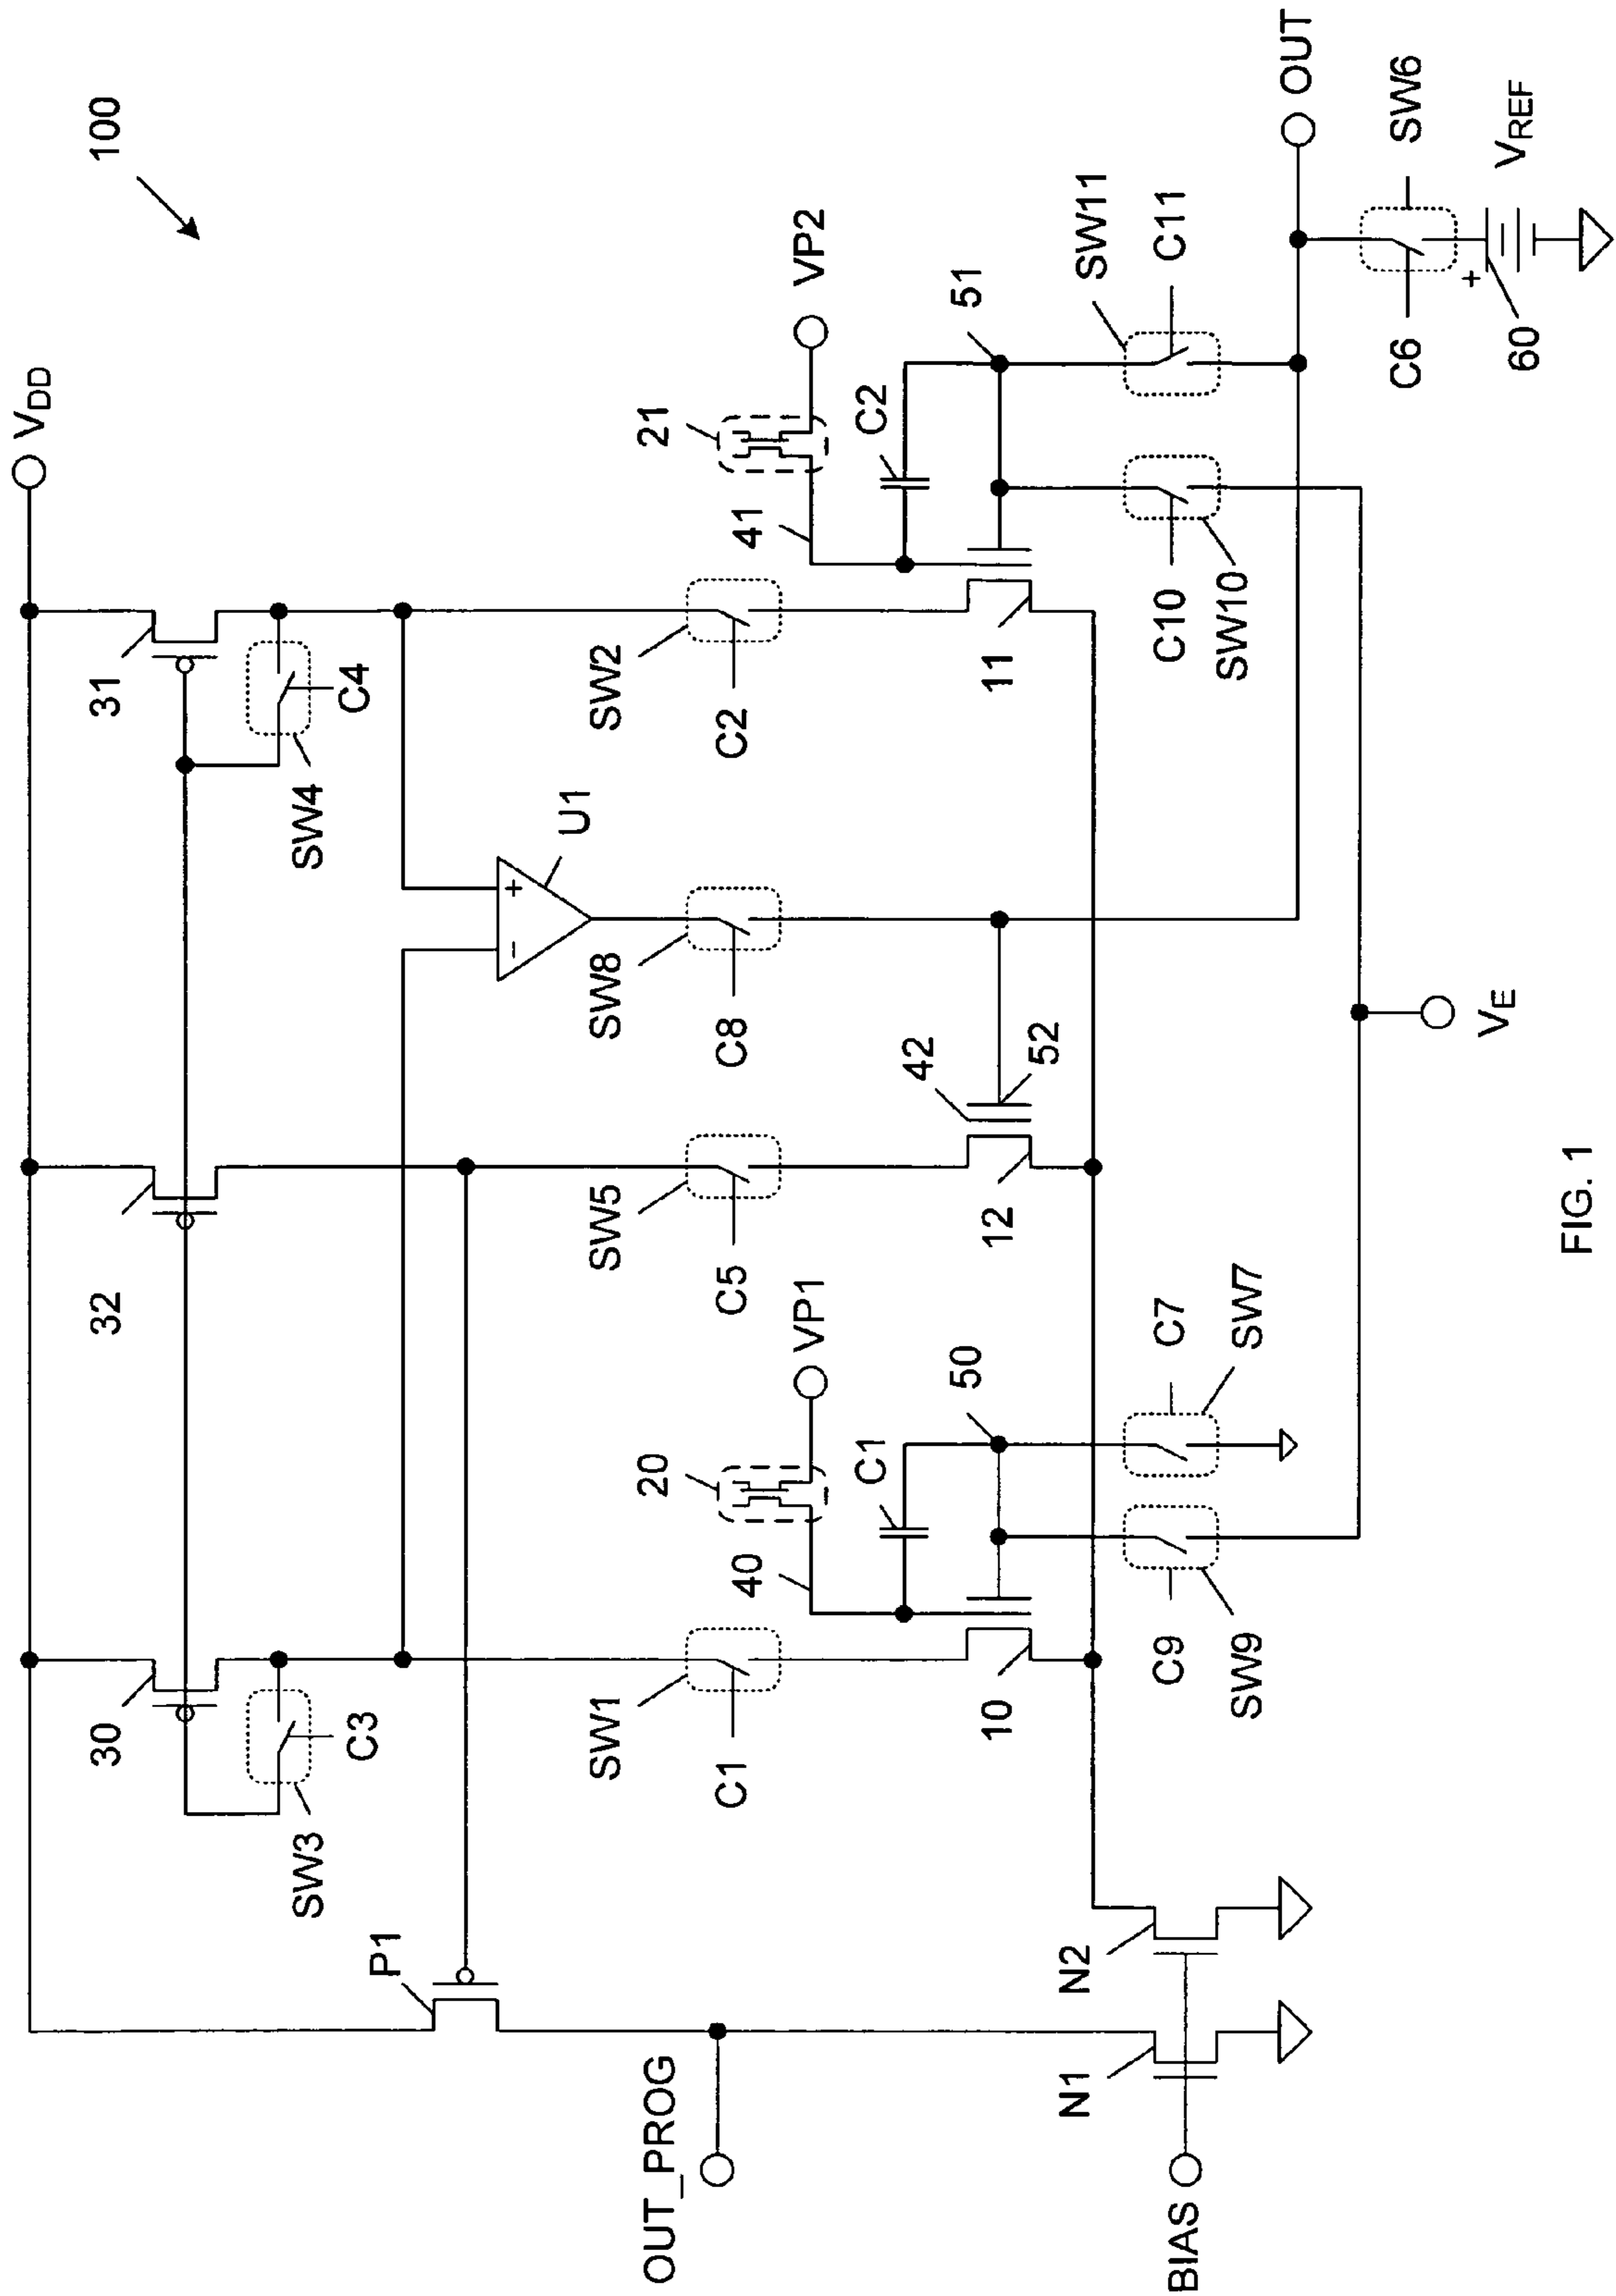 100
VDD
31
C4
SW4
32
30
C3
SW3
P1
OUT_PROG
U1
SW2
C2
SW8
C8
SW5
C5
SW1
C1
VP2
21
41
C2
51
11
SW11
C11
C10
SW10
42
52
12
VP1
20
40
C1
50
10
C7
SW7
C9
SW9
N2
N1
BIAS
OUT
SW6
C6
+
VREF
60
VE
+
-
FIG. 1